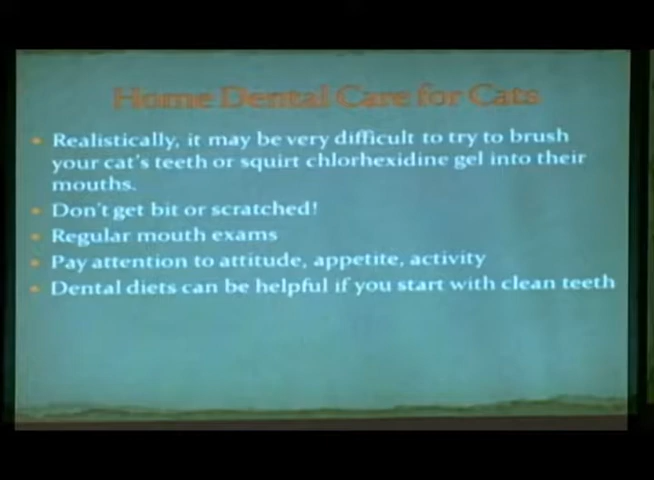 Home Dental Care for Cats
• Realistically, it may be very difficult to try to brush
your cat's teeth or squirt chlorhexidine gel into their
mouths.
• Don't get bit or scratched!
• Regular mouth exams
• Pay attention to attitude, appetite, activity
• Dental diets can be helpful if you start with clean teeth